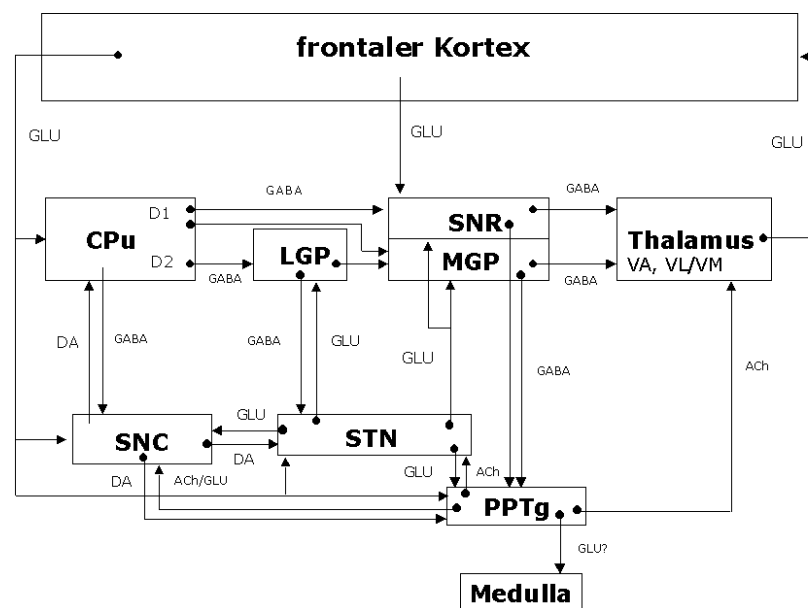 frontaler Kortex
GLU
GLU
GLU
GABA
GABA
D1
CPu
SNR
Thalamus
VA, VL/VM
D2
LGP
MGP
GABA
GABA
DA
GABA
GABA
GLU
GLU
GABA
ACh
GLU
SNC
STN
DA
DA
ACh/GLU
GLU
ACh
PPTg
GLU?
Medulla